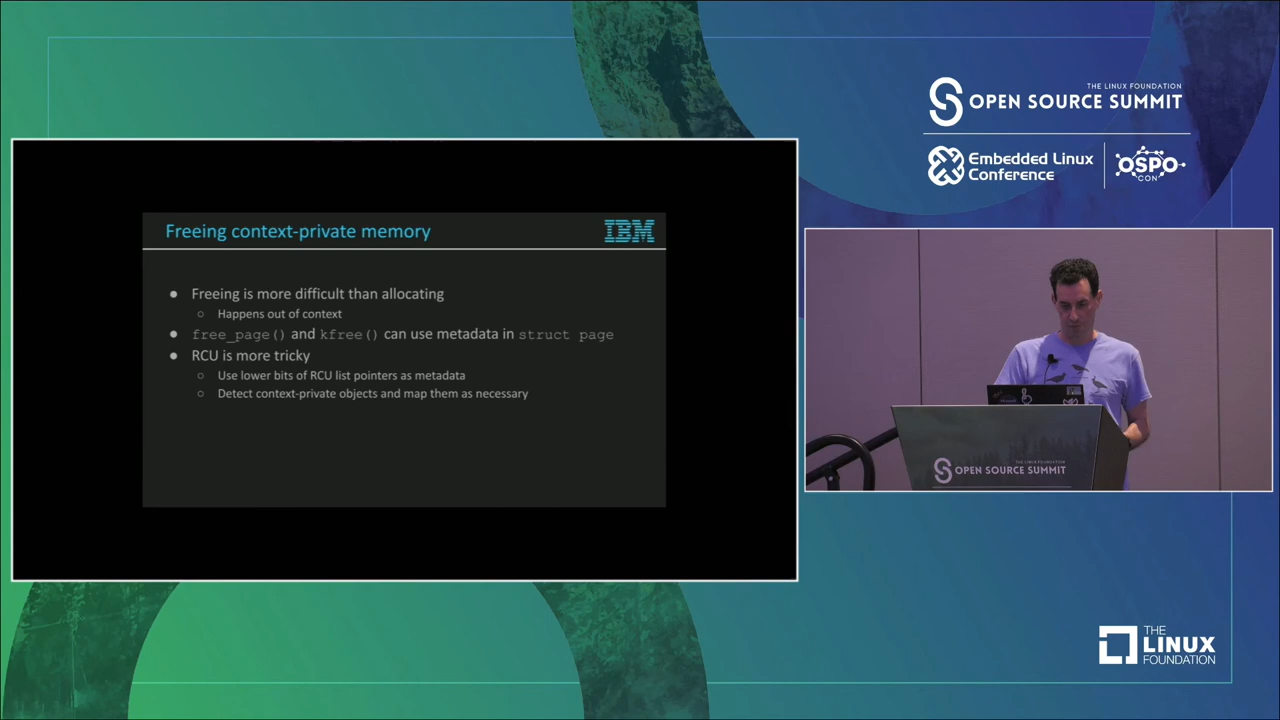 THE LINUX FOUNDATION
OPEN SOURCE SUMMIT
Embedded Linux
Conference
OSPO
CON
Freeing context-private memory
IBM
● Freeing is more difficult than allocating
○ Happens out of context
● free_page() and kfree() can use metadata in struct page
● RCU is more tricky
○ Use lower bits of RCU list pointers as metadata
○ Detect context-private objects and map them as necessary
THE LINUX FOUNDATION
OPEN SOURCE SUMMIT
THE
LINUX
FOUNDATION